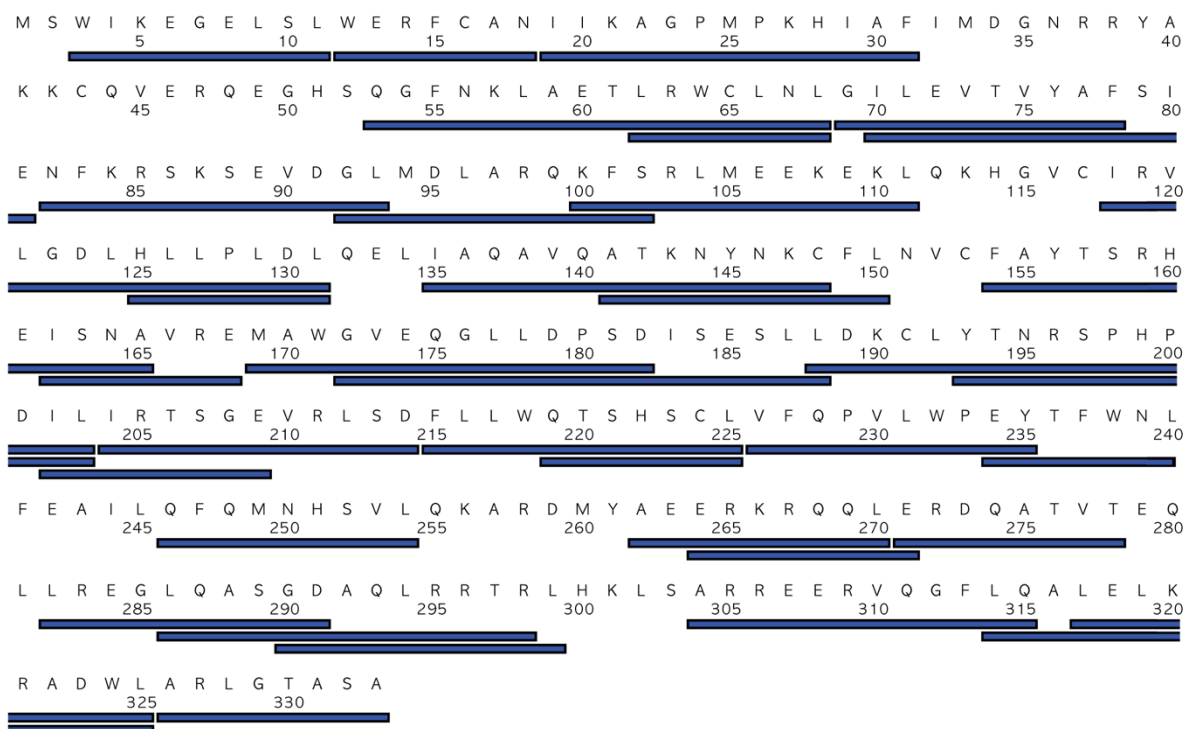 M S W I K E G E L S L W E R F C A N I I K A G P M P K H I A F I M D G N R R Y A
5 10 15 20 25 30 35 40
K K C Q V E R Q E G H S Q G F N K L A E T L R W C L N L G I L E V T V Y A F S I
45 50 55 60 65 70 75 80
E N F K R S K S E V D G L M D L A R Q K F S R L M E E K E K L Q K H G V C I R V
85 90 95 100 105 110 115 120
L G D L H L L P L D L Q E L I A Q A V Q A T K N Y N K C F L N V C F A Y T S R H
125 130 135 140 145 150 155 160
E I S N A V R E M A W G V E Q G L L D P S D I S E S L L D K C L Y T N R S P H P
165 170 175 180 185 190 195 200
D I L I R T S G E V R L S D F L L W Q T S H S C L V F Q P V L W P E Y T F W N L
205 210 215 220 225 230 235 240
F E A I L Q F Q M N H S V L Q K A R D M Y A E E R K R Q Q L E R D Q A T V T E Q
245 250 255 260 265 270 275 280
L L R E G L Q A S G D A Q L R R T R L H K L S A R R E E R V Q G F L Q A L E L K
285 290 295 300 305 310 315 320
R A D W L A R L G T A S A
325 330